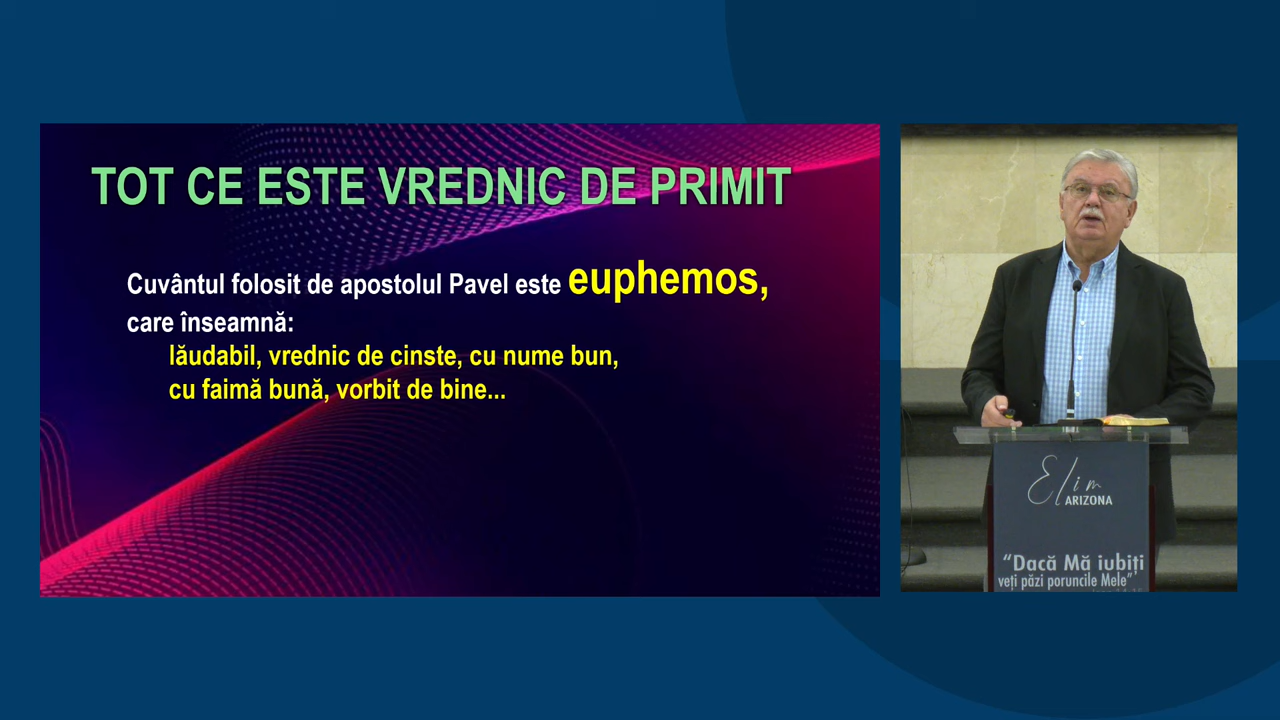 TOT CE ESTE VREDNIC DE PRIMIT
Cuvântul folosit de apostolul Pavel este euphemos,
care înseamnă:
lăudabil, vrednic de cinste, cu nume bun,
cu faimă bună, vorbit de bine...
Elim
ARIZONA
“Dacă Mă iubiți
veți păzi poruncile Mele”